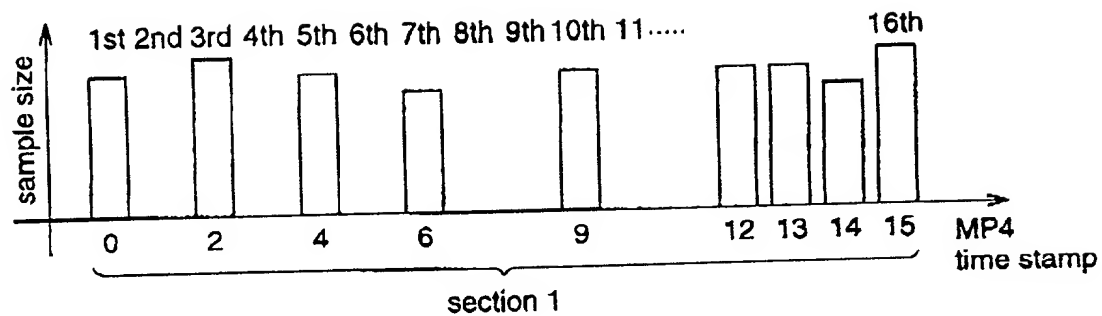 1st 2nd 3rd 4th 5th 6th 7th 8th 9th 10th 11.....
16th
sample size
0 2 4 6 9 12 13 14 15
MP4
time stamp
section 1